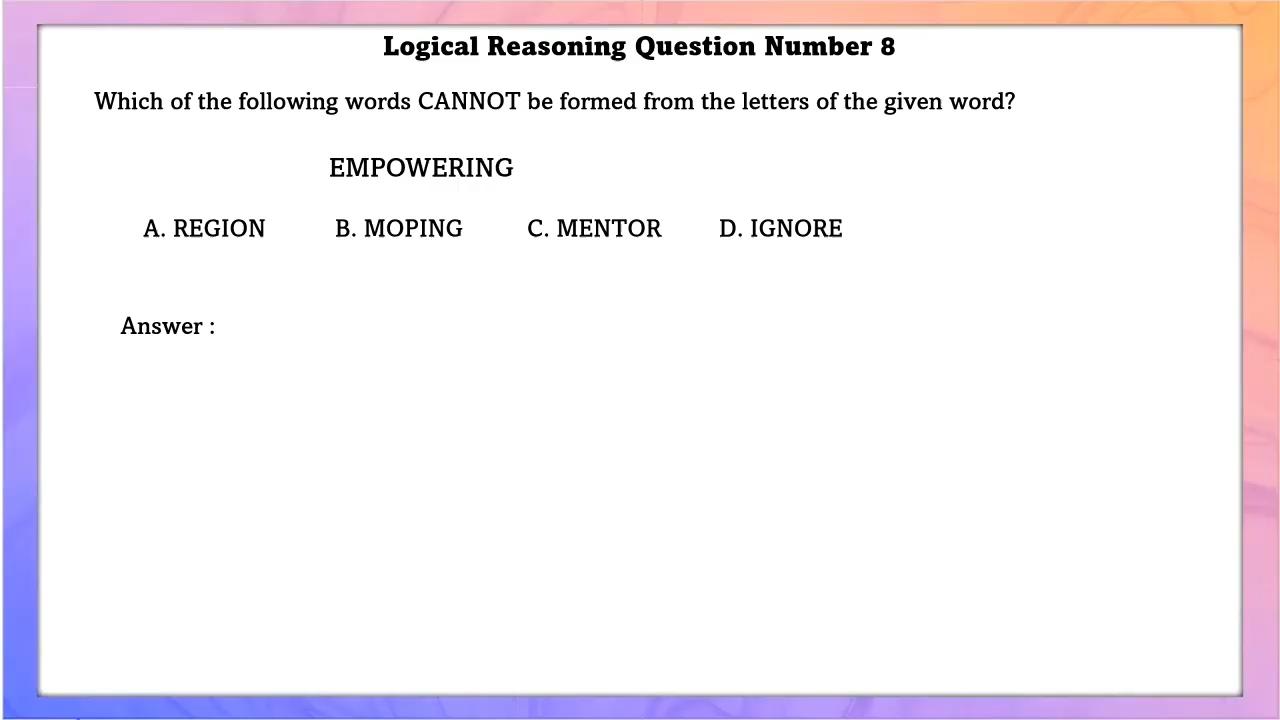 Logical Reasoning Question Number 8
Which of the following words CANNOT be formed from the letters of the given word?
EMPOWERING
A. REGION B. MOPING C. MENTOR D. IGNORE
Answer :